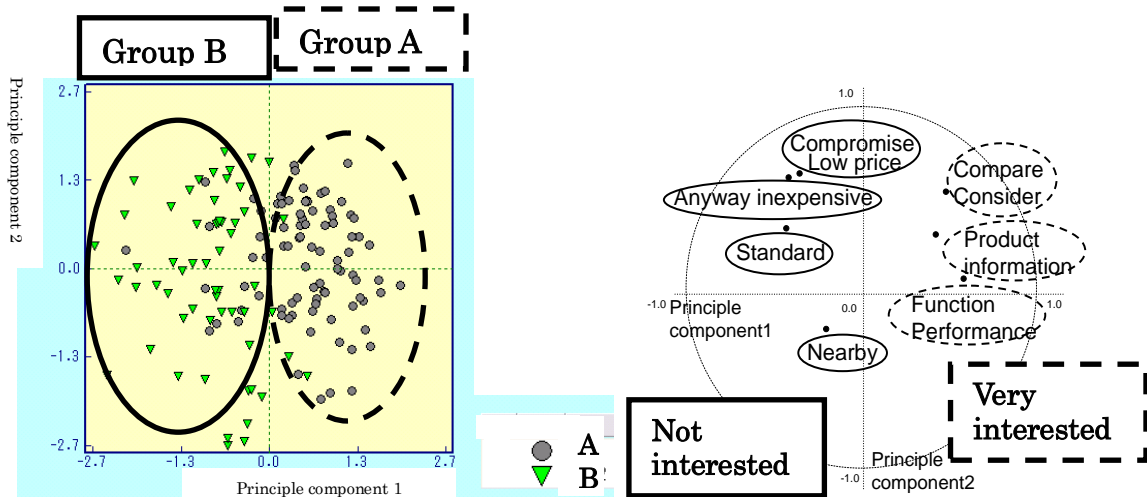 Group B
Group A
Principle component 2
2.7
1.3
0.0
-1.3
-2.7
-2.7
-1.3
0.0
1.3
2.7
Principle component 1
A
B
1.0
Compromise
Low price
Compare
Consider
Anyway inexpensive
Standard
Product
information
-1.0
Principle
component1
0.0
1.0
Function
Performance
Nearby
Not
interested
Very
interested
-1.0
Principle
component2